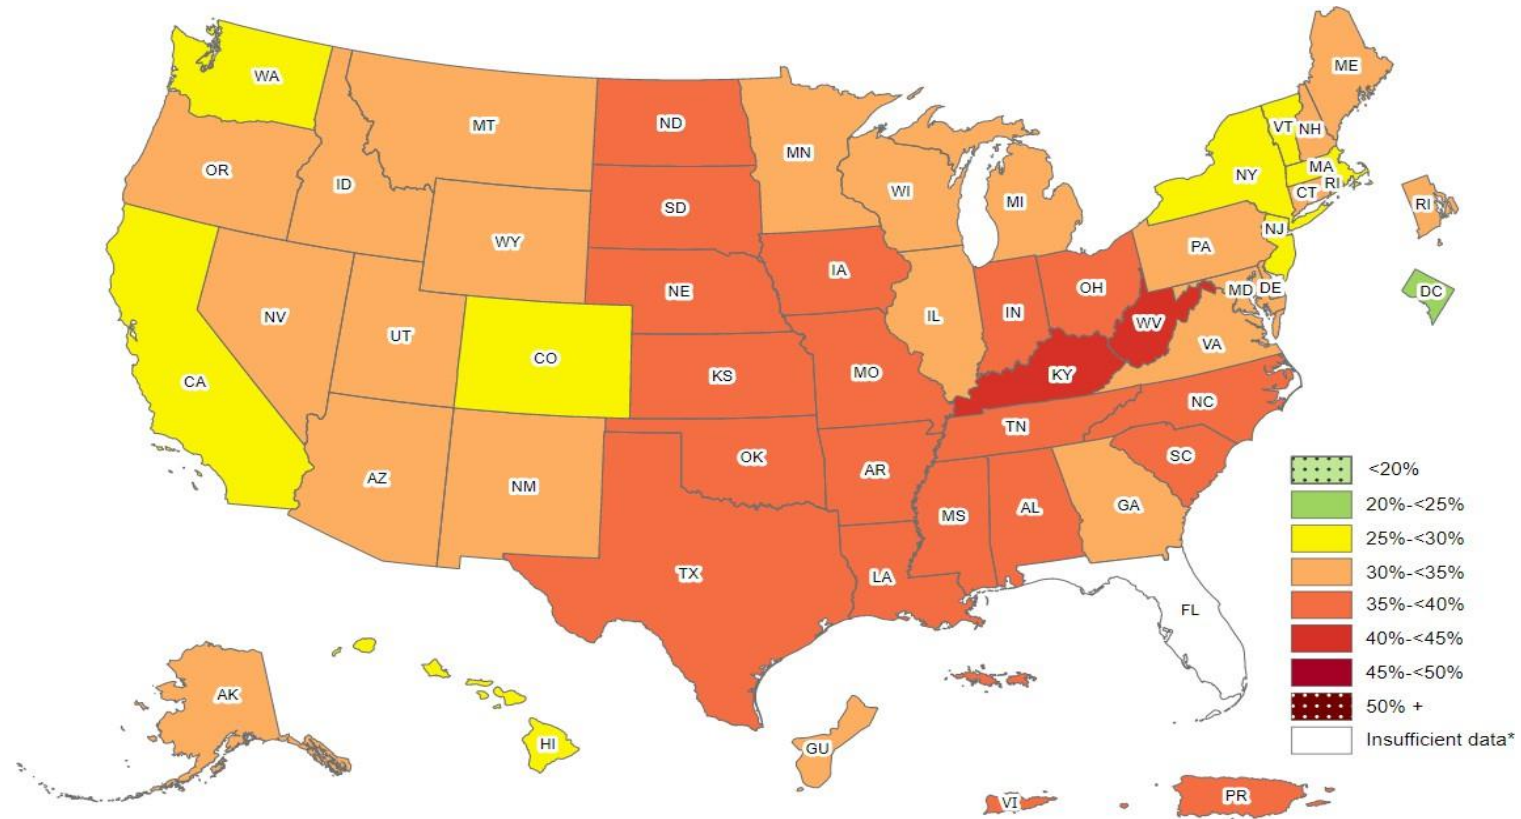 ME
WA
MT
ND
MN
VT
NH
OR
ID
WI
MI
NY
MA
RI
CT
SD
WY
RI
NJ
PA
IA
NE
OH
MD
DE
DC
NV
UT
IL
IN
WV
VA
CO
CA
KS
MO
KY
NC
TN
OK
AR
SC
AZ
NM
MS
AL
GA
TX
LA
FL
AK
HI
GU
VI
PR
<20%
20%-<25%
25%-<30%
30%-<35%
35%-<40%
40%-<45%
45%-<50%
50% +
Insufficient data*